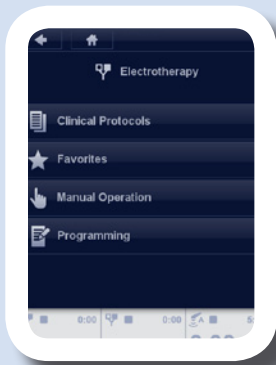 Electrotherapy
Clinical Protocols
Favorites
Manual Operation
Programming
0:00 0:00 A